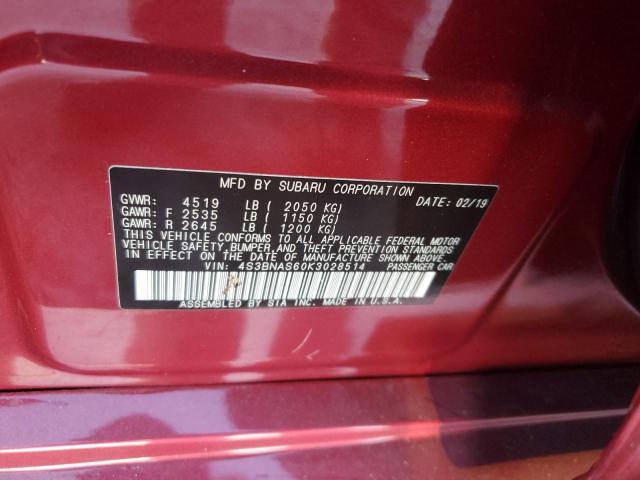 MFD BY SUBARU CORPORATION
GVWR: 4519 LB ( 2050 KG) DATE: 02/19
GAWR: F 2535 LB ( 1150 KG)
GAWR: R 2645 LB ( 1200 KG)
THIS VEHICLE CONFORMS TO ALL APPLICABLE FEDERAL MOTOR
VEHICLE SAFETY, BUMPER, AND THEFT PREVENTION STANDARDS
IN EFFECT ON THE DATE OF MANUFACTURE SHOWN ABOVE.
VIN: 4S3BNAS60K3028514 PASSENGER CAR
ASSEMBLED BY SIA INC. MADE IN U.S.A.